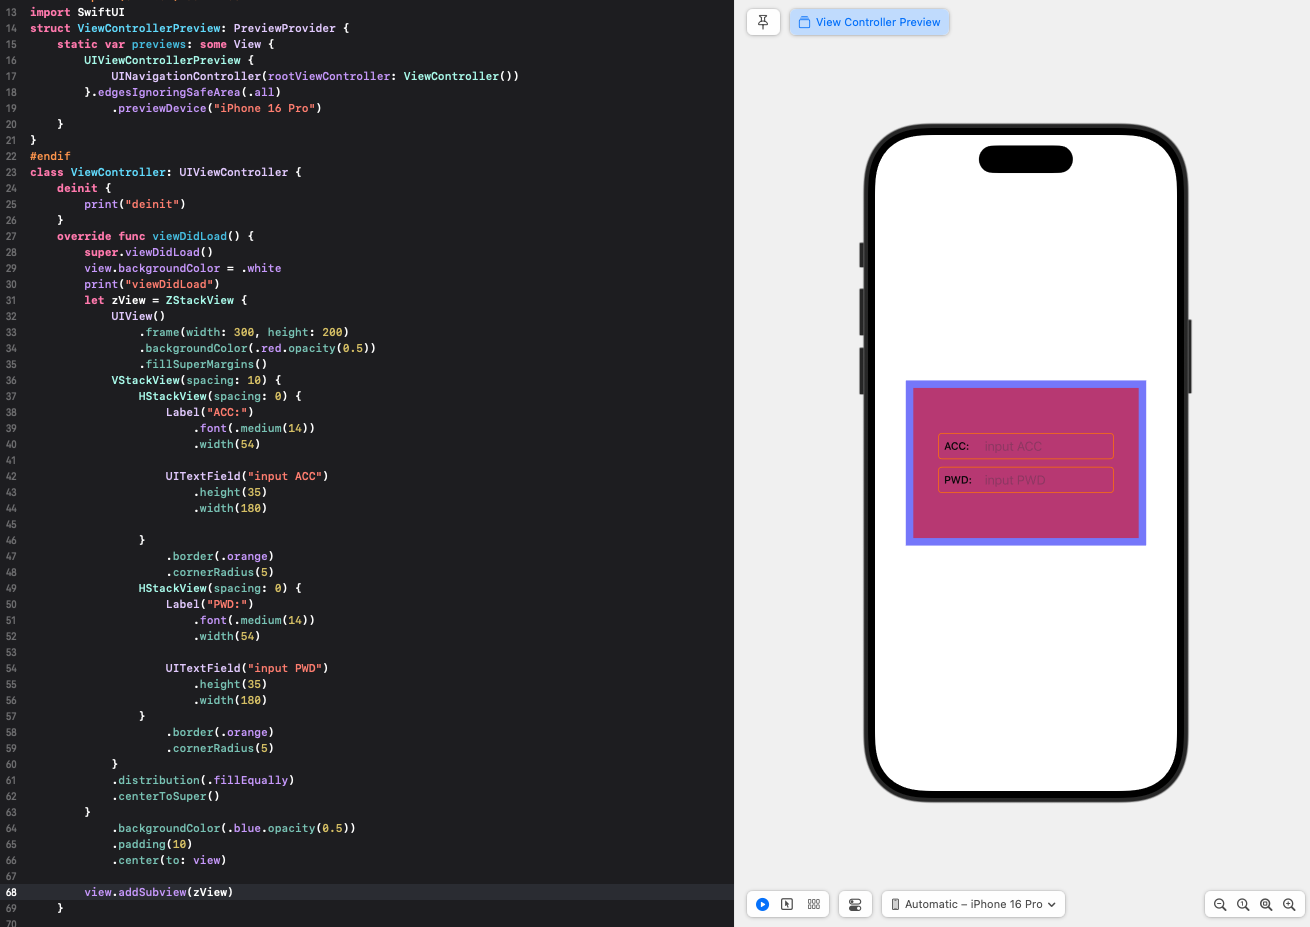 13 import SwiftUI
14 struct ViewControllerPreview: PreviewProvider {
15     static var previews: some View {
16         UIViewControllerPreview {
17             UINavigationController(rootViewController: ViewController())
18         }.edgesIgnoringSafeArea(.all)
19             .previewDevice("iPhone 16 Pro")
20     }
21 }
22 #endif
23 class ViewController: UIViewController {
24     deinit {
25         print("deinit")
26     }
27     override func viewDidLoad() {
28         super.viewDidLoad()
29         view.backgroundColor = .white
30         print("viewDidLoad")
31         let zView = ZStackView {
32             UIView()
33                 .frame(width: 300, height: 200)
34                 .backgroundColor(.red.opacity(0.5))
35                 .fillSuperMargins()
36             VStackView(spacing: 10) {
37                 HStackView(spacing: 0) {
38                     Label("ACC:")
39                         .font(.medium(14))
40                         .width(54)
41
42                     UITextField("input ACC")
43                         .height(35)
44                         .width(180)
45
46                 }
47                     .border(.orange)
48                     .cornerRadius(5)
49                 HStackView(spacing: 0) {
50                     Label("PWD:")
51                         .font(.medium(14))
52                         .width(54)
53
54                     UITextField("input PWD")
55                         .height(35)
56                         .width(180)
57                 }
58                     .border(.orange)
59                     .cornerRadius(5)
60             }
61             .distribution(.fillEqually)
62             .centerToSuper()
63         }
64             .backgroundColor(.blue.opacity(0.5))
65             .padding(10)
66             .center(to: view)
67
68         view.addSubview(zView)
69     }
70
View Controller Preview
ACC: input ACC
PWD: input PWD
Automatic – iPhone 16 Pro